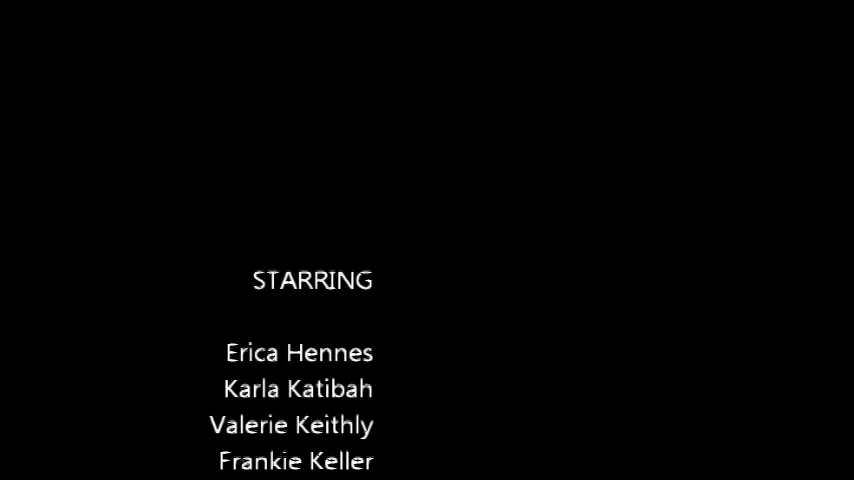 STARRING
Erica Hennes
Karla Katibah
Valerie Keithly
Frankie Keller